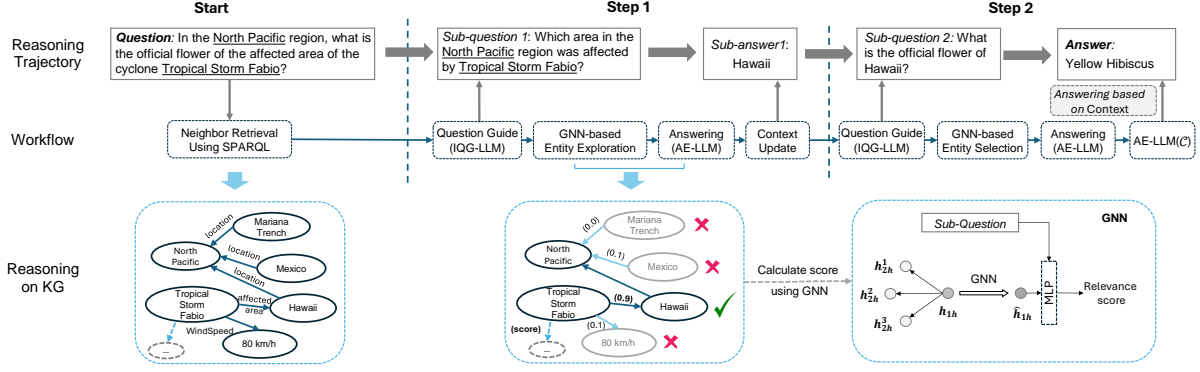 Start
Step 1
Step 2
Reasoning
Trajectory
Question: In the North Pacific region, what is
the official flower of the affected area of the
cyclone Tropical Storm Fabio?
Sub-question 1: Which area in the
North Pacific region was affected
by Tropical Storm Fabio?
Sub-answer1:
Hawaii
Sub-question 2: What
is the official flower of
Hawaii?
Answer:
Yellow Hibiscus
Answering based
on Context
Workflow
Neighbor Retrieval
Using SPARQL
Question Guide
(IQG-LLM)
GNN-based
Entity Exploration
Answering
(AE-LLM)
Context
Update
Question Guide
(IQG-LLM)
GNN-based
Entity Selection
Answering
(AE-LLM)
AE-LLM(𝒞)
Reasoning
on KG
Mariana
Trench
location
North
Pacific
location
Mexico
location
Tropical
Storm
Fabio
affected
area
Hawaii
WindSpeed
80 km/h
...
Mariana
Trench
(0.0)
North
Pacific
(0.1)
Mexico
Tropical
Storm
Fabio
(0.9)
Hawaii
(score)
(0.1)
80 km/h
...
Calculate score
using GNN
Sub-Question
GNN
h¹₂ₕ
h²₂ₕ
h³₂ₕ
h₁ₕ
GNN
ĥ₁ₕ
MLP
Relevance
score